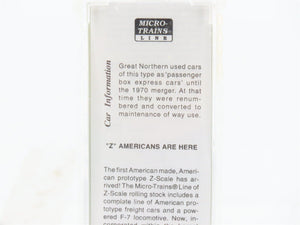 MICRO-
TRAINS®
LINE
Car Information
Great Northern used cars
of this type as 'passenger
box express cars' until
the 1970 merger. At that
time they were renum-
bered and converted to
maintenance of way use.
"Z" AMERICANS ARE HERE
The first American made, Ameri-
can prototype Z-Scale has ar-
rived! The Micro-Trains® Line of
Z-Scale rolling stock includes a
complete line of American pro-
totype freight cars and a pow-
ered F-7 locomotive. Now, in-